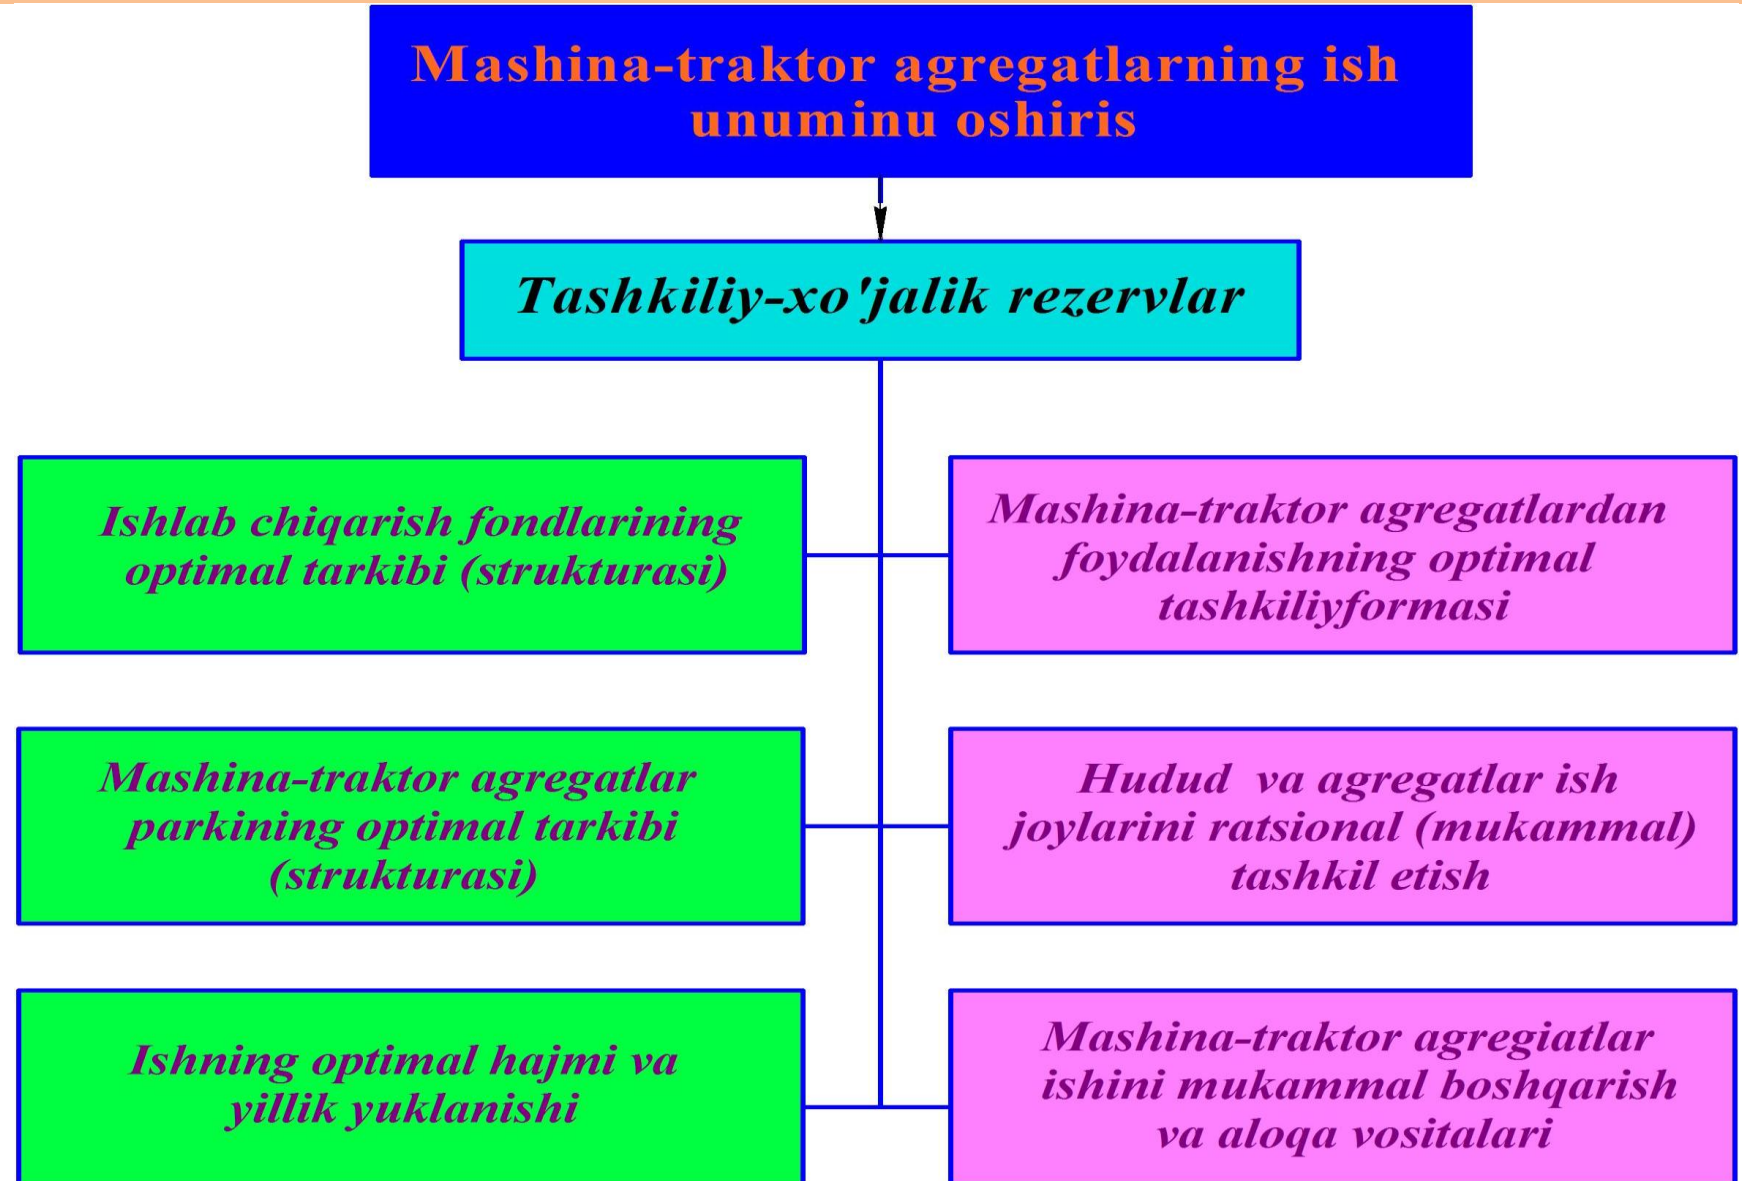 Mashina-traktor agregatlarning ish
unuminu oshiris
Tashkiliy-xo'jalik rezervlar
Ishlab chiqarish fondlarining
optimal tarkibi (strukturasi)
Mashina-traktor agregatlardan
foydalanishning optimal
tashkiliyformasi
Mashina-traktor agregatlar
parkining optimal tarkibi
(strukturasi)
Hudud va agregatlar ish
joylarini ratsional (mukammal)
tashkil etish
Ishning optimal hajmi va
yillik yuklanishi
Mashina-traktor agregiatlar
ishini mukammal boshqarish
va aloqa vositalari